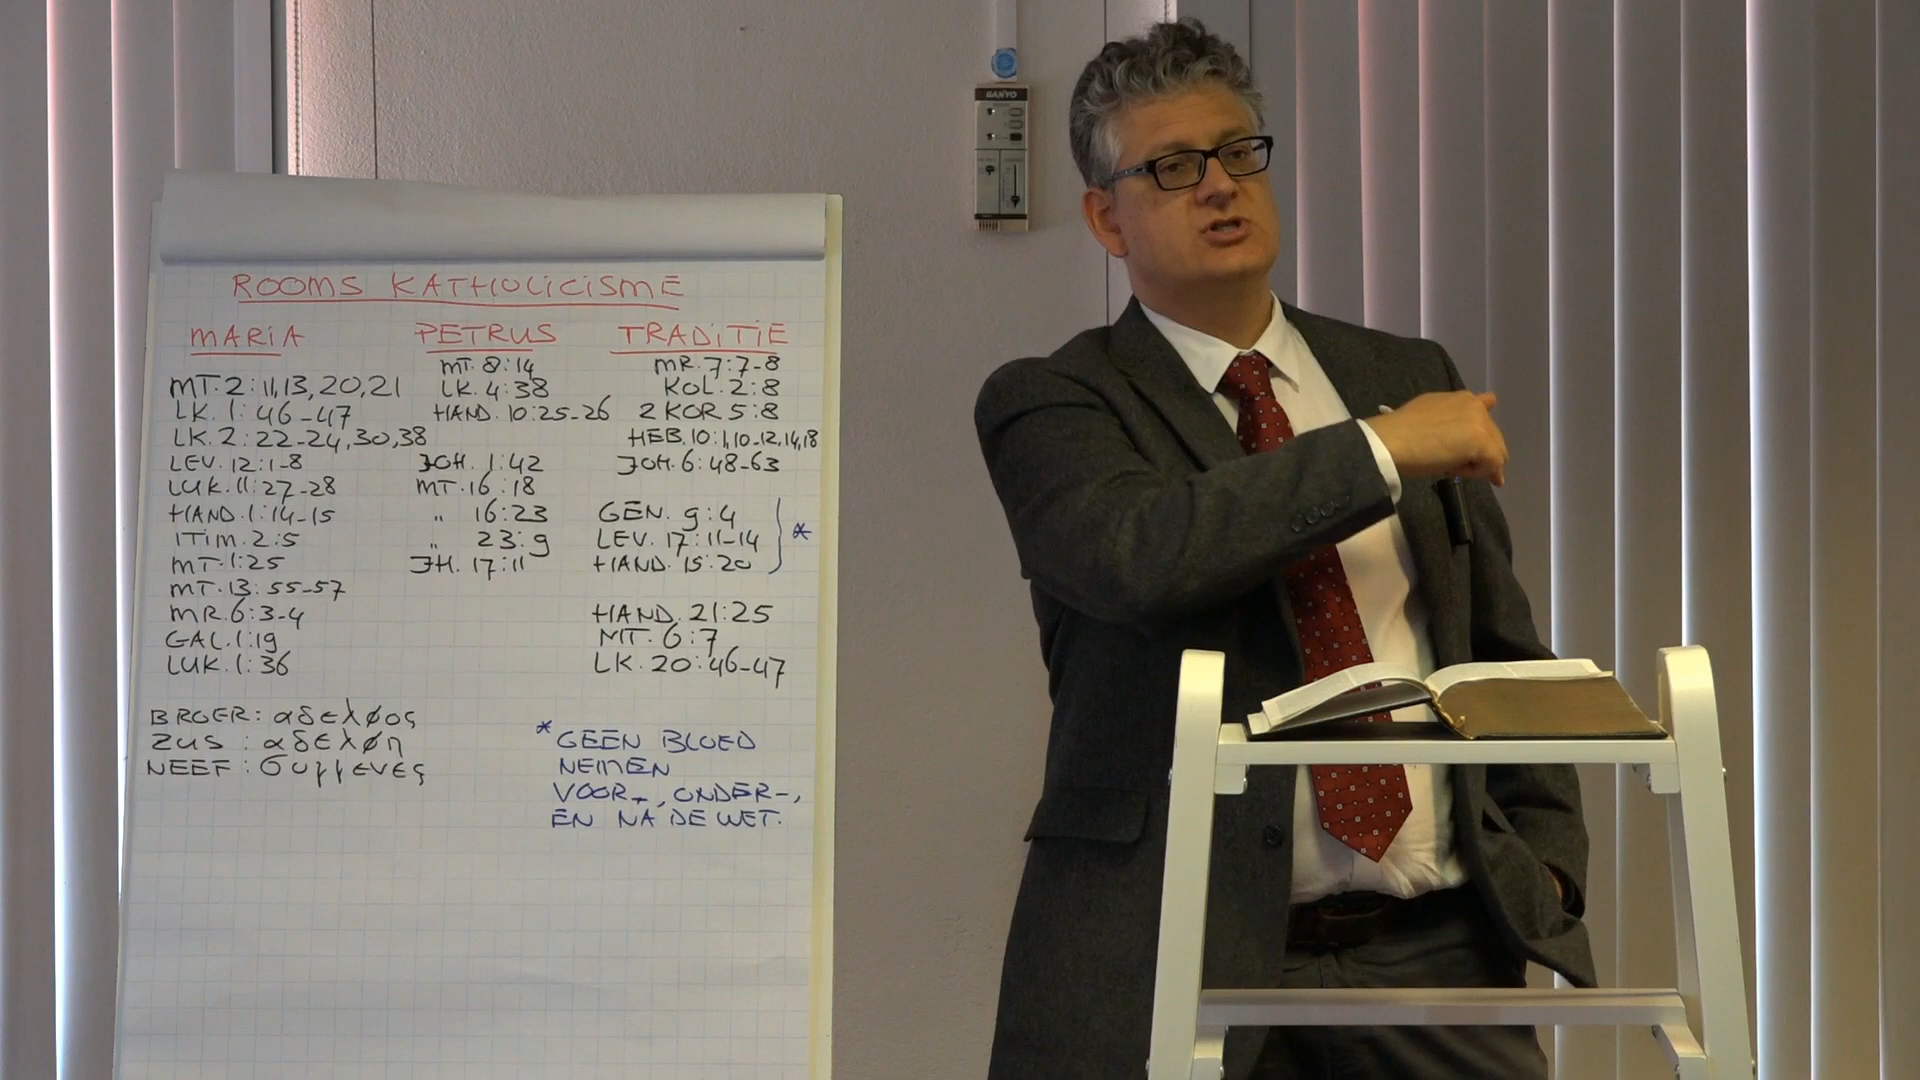 SANYO
ROOMS KATHOLICISME
MARIA
MT. 2:11,13,20,21
LK. 1:46-47
LK. 2:22-24,30,38
LEV. 12:1-8
LUK. 11:27-28
HAND. 1:14-15
1TIM. 2:5
MT. 1:25
MT. 13:55-57
MR. 6:3-4
GAL. 1:19
LUK. 1:36
BROER: αδελφος
ZUS : αδελφη
NEEF: συγγενες
PETRUS
MT. 8:14
LK. 4:38
HAND. 10:25-26
JOH. 1:42
MT. 16:18
" 16:23
" 23:9
JH. 17:11
TRADITIE
MR. 7:7-8
KOL. 2:8
2 KOR 5:8
HEB. 10:1,10-12,14,18
JOH. 6:48-63
GEN. 9:4
LEV. 17:11-14 *
HAND. 15:20
HAND. 21:25
MT. 6:7
LK. 20:46-47
* GEEN BLOED
NEMEN
VOOR-, ONDER-,
EN NA DE WET.